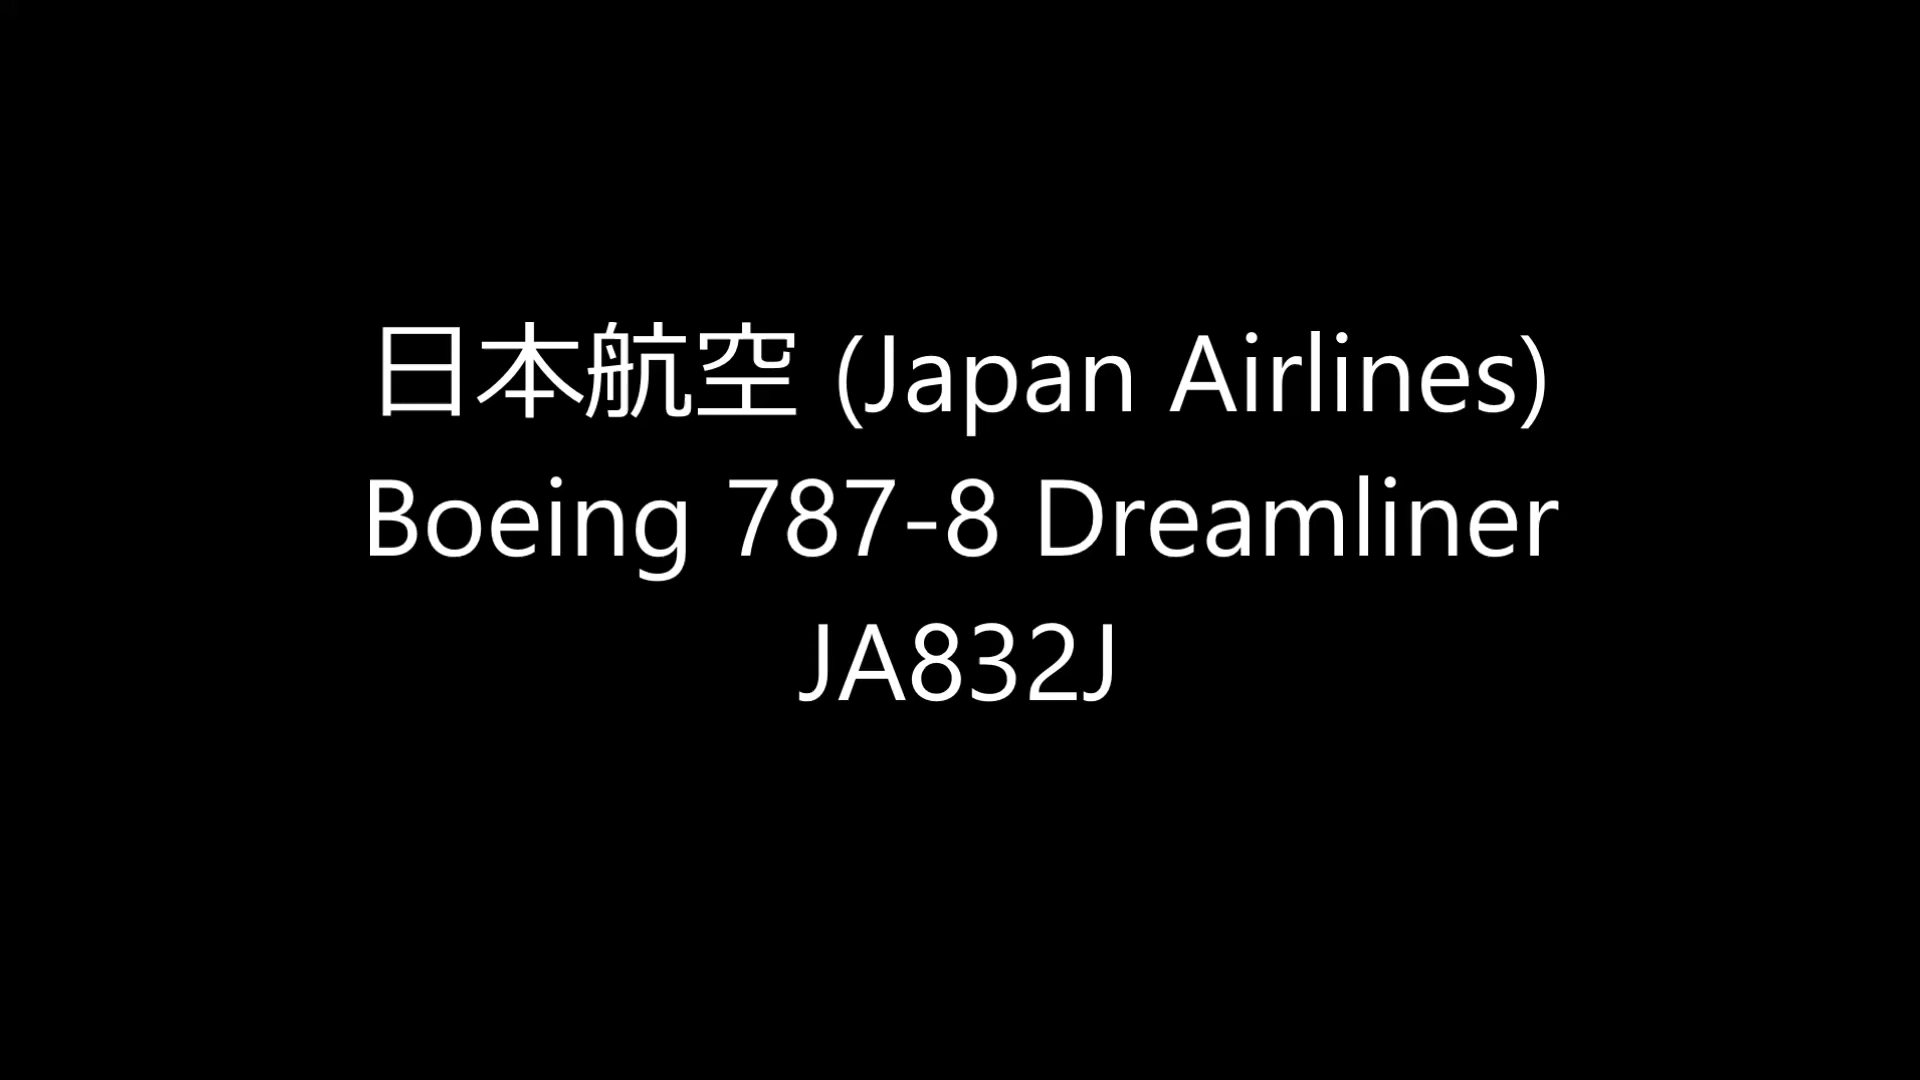 日本航空 (Japan Airlines)
Boeing 787-8 Dreamliner
JA832J